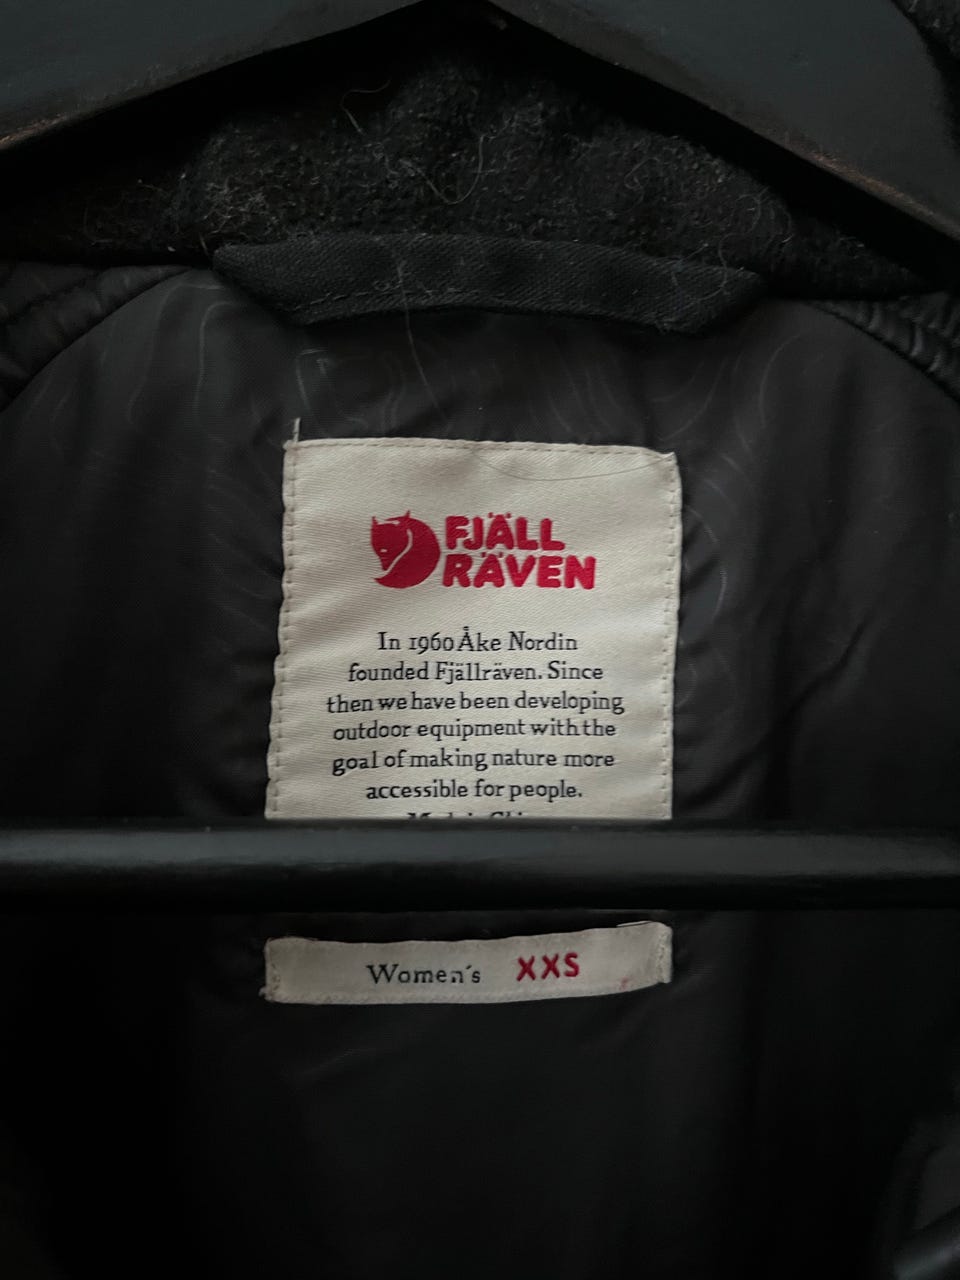 FJÄLL
RÄVEN
In 1960 Åke Nordin
founded Fjällräven. Since
then we have been developing
outdoor equipment with the
goal of making nature more
accessible for people.
Women's XXS